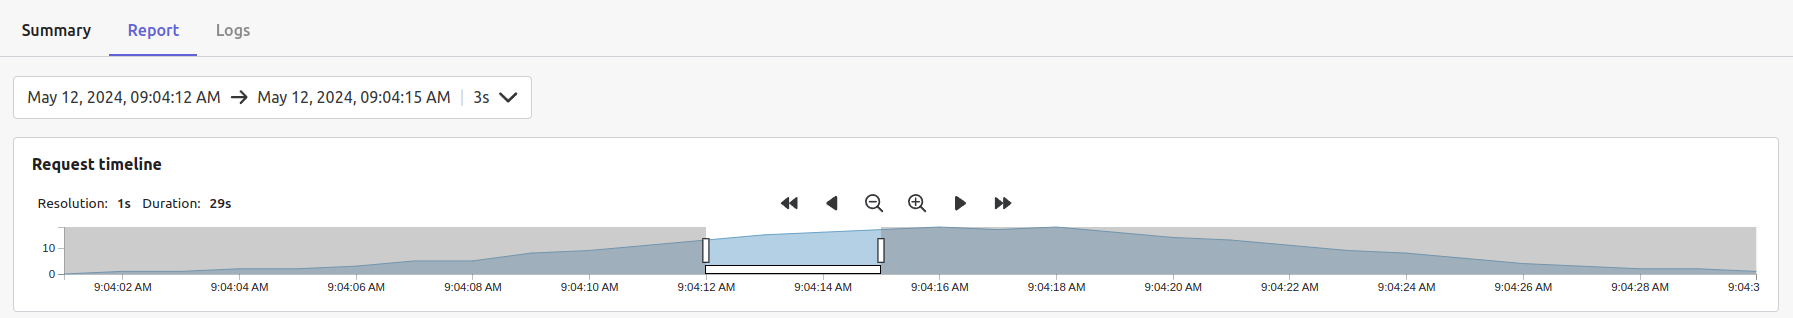 Summary Report Logs
May 12, 2024, 09:04:12 AM → May 12, 2024, 09:04:15 AM | 3s
Request timeline
Resolution: 1s Duration: 29s
10
0
9:04:02 AM 9:04:04 AM 9:04:06 AM 9:04:08 AM 9:04:10 AM 9:04:12 AM 9:04:14 AM 9:04:16 AM 9:04:18 AM 9:04:20 AM 9:04:22 AM 9:04:24 AM 9:04:26 AM 9:04:28 AM 9:04:3